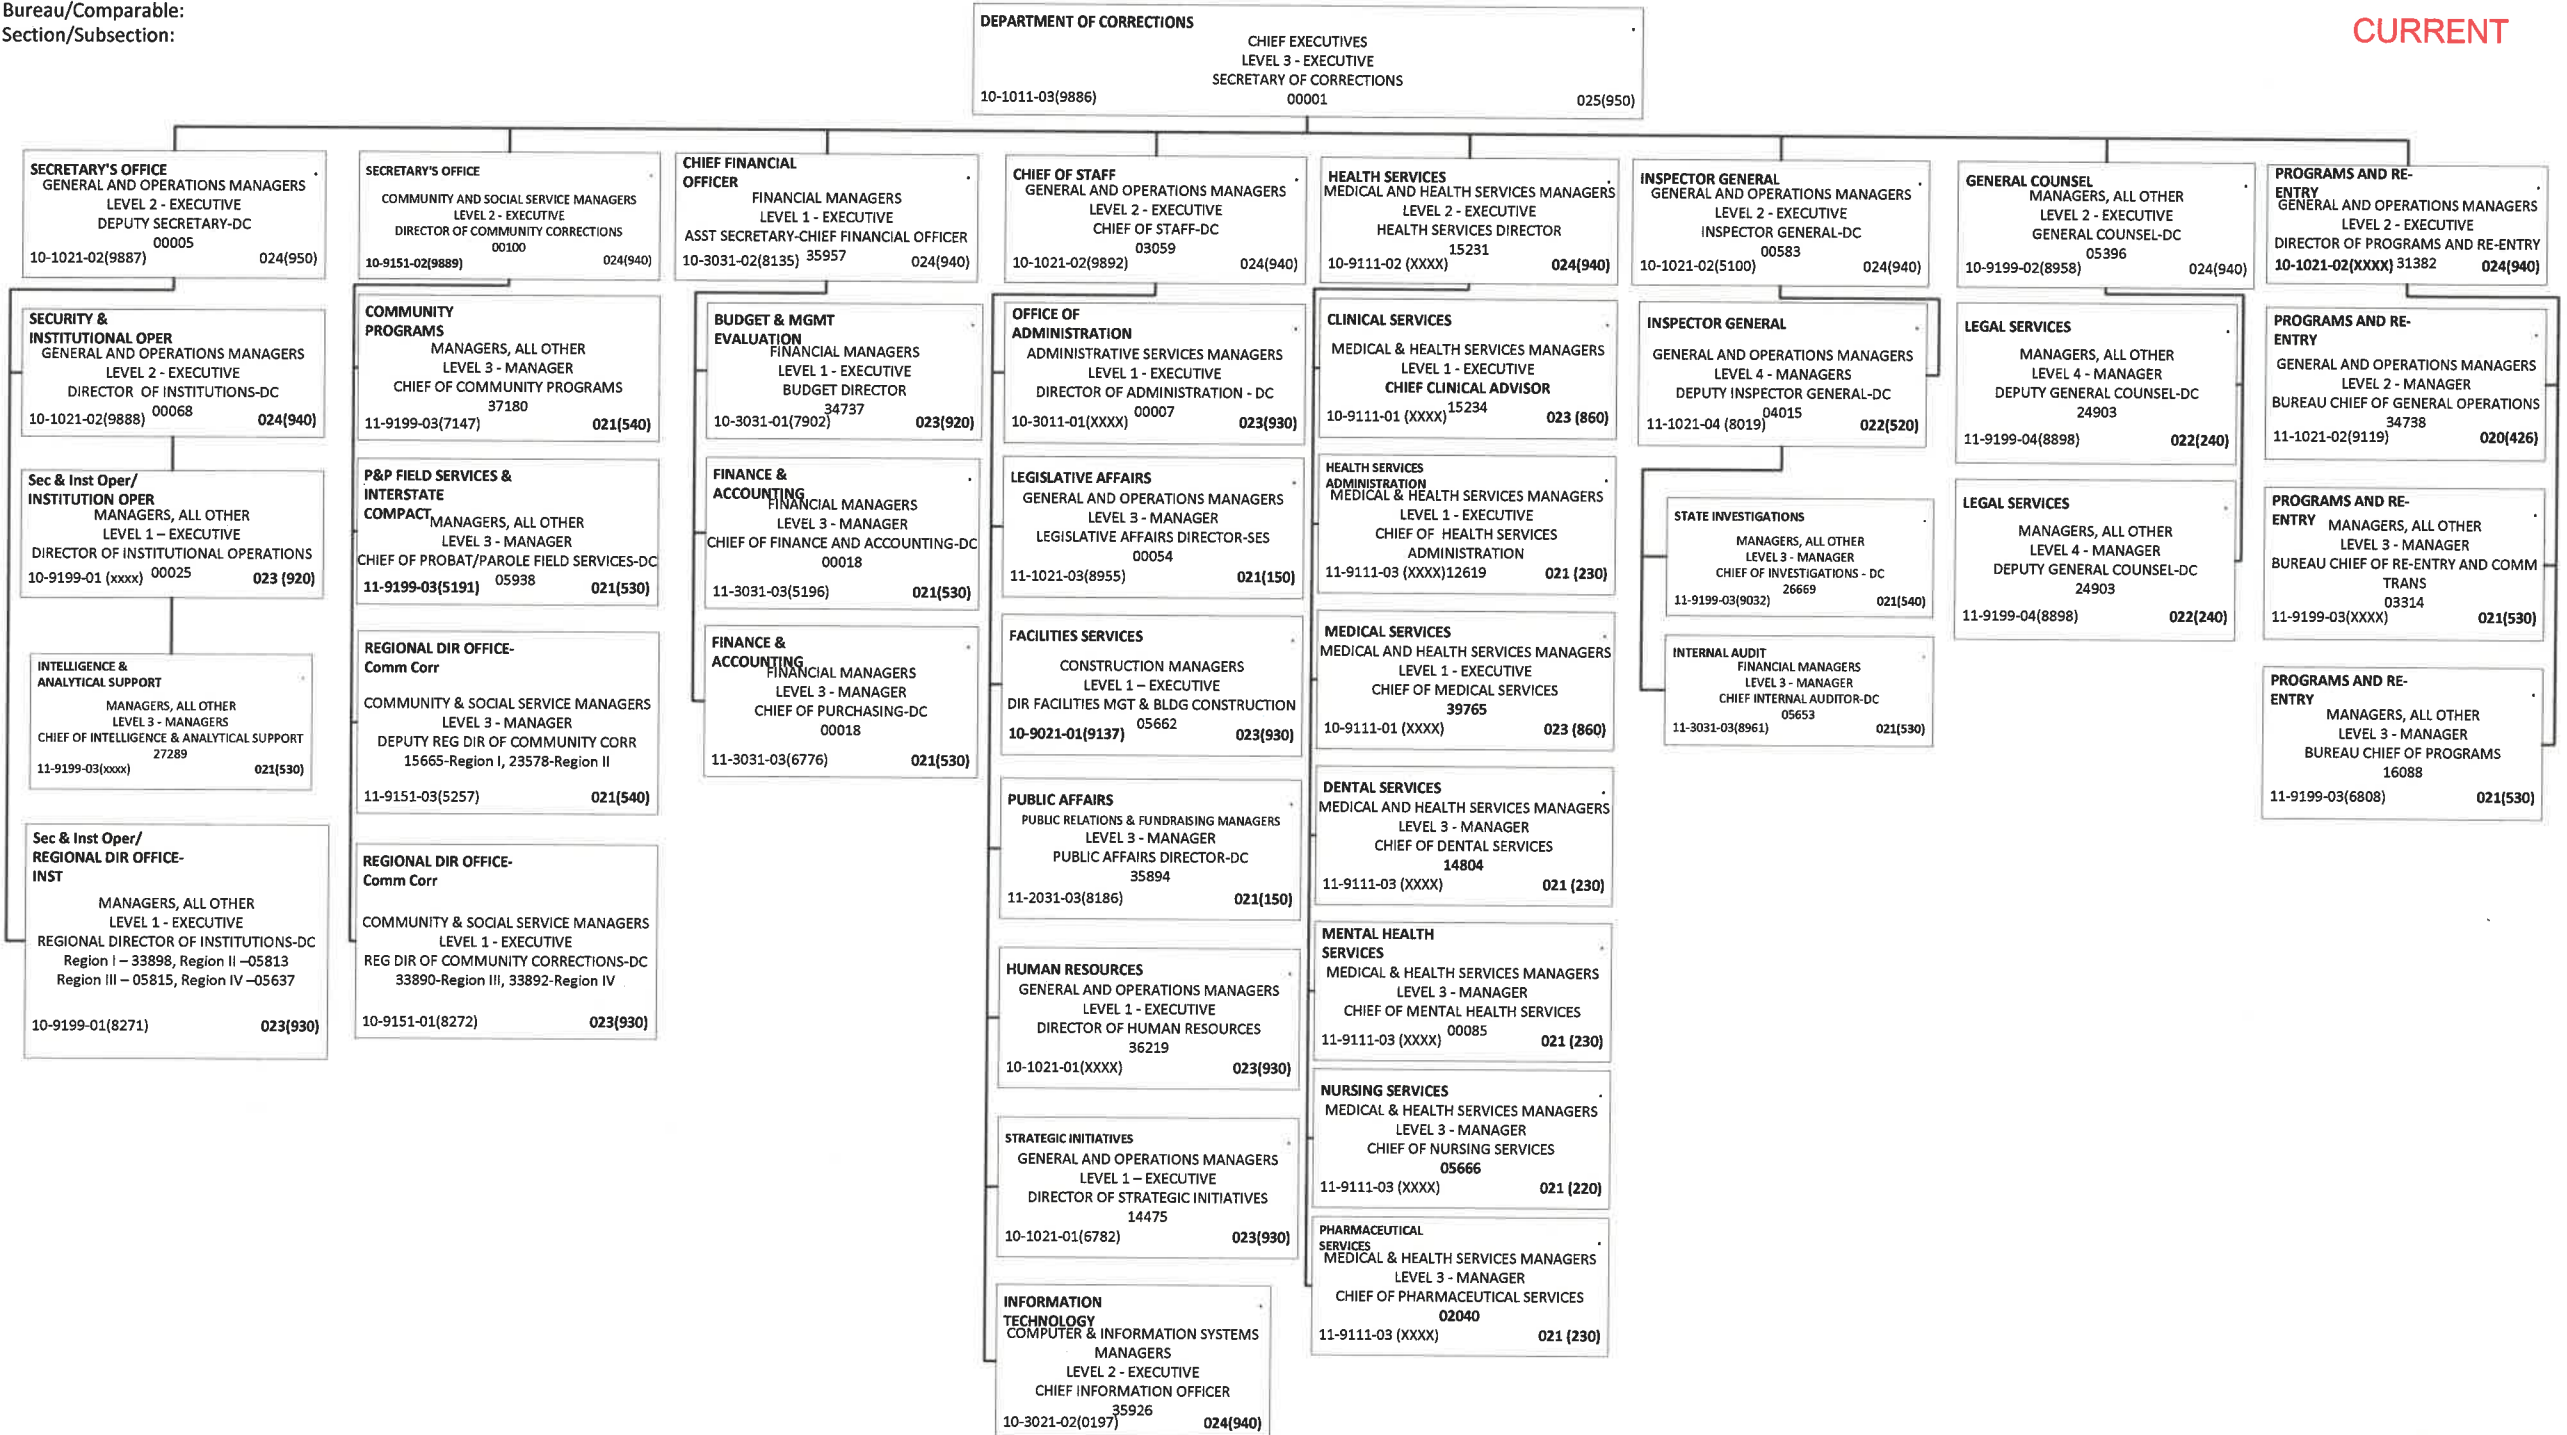 Bureau/Comparable:
Section/Subsection:
CURRENT
DEPARTMENT OF CORRECTIONS
CHIEF EXECUTIVES
LEVEL 3 - EXECUTIVE
SECRETARY OF CORRECTIONS
10-1011-03(9886) 00001 025(950)
SECRETARY'S OFFICE
GENERAL AND OPERATIONS MANAGERS
LEVEL 2 - EXECUTIVE
DEPUTY SECRETARY-DC
00005
10-1021-02(9887) 024(950)
SECURITY &
INSTITUTIONAL OPER
GENERAL AND OPERATIONS MANAGERS
LEVEL 2 - EXECUTIVE
DIRECTOR OF INSTITUTIONS-DC
10-1021-02(9888) 00068 024(940)
Sec & Inst Oper/
INSTITUTION OPER
MANAGERS, ALL OTHER
LEVEL 1 – EXECUTIVE
DIRECTOR OF INSTITUTIONAL OPERATIONS
10-9199-01 (xxxx) 00025 023 (920)
INTELLIGENCE &
ANALYTICAL SUPPORT
MANAGERS, ALL OTHER
LEVEL 3 - MANAGERS
CHIEF OF INTELLIGENCE & ANALYTICAL SUPPORT
27289
11-9199-03(xxxx) 021(530)
Sec & Inst Oper/
REGIONAL DIR OFFICE-
INST
MANAGERS, ALL OTHER
LEVEL 1 - EXECUTIVE
REGIONAL DIRECTOR OF INSTITUTIONS-DC
Region I – 33898, Region II –05813
Region III – 05815, Region IV –05637
10-9199-01(8271) 023(930)
SECRETARY'S OFFICE
COMMUNITY AND SOCIAL SERVICE MANAGERS
LEVEL 2 - EXECUTIVE
DIRECTOR OF COMMUNITY CORRECTIONS
00100
10-9151-02(9889) 024(940)
COMMUNITY
PROGRAMS
MANAGERS, ALL OTHER
LEVEL 3 - MANAGER
CHIEF OF COMMUNITY PROGRAMS
37180
11-9199-03(7147) 021(540)
P&P FIELD SERVICES &
INTERSTATE
COMPACT
MANAGERS, ALL OTHER
LEVEL 3 - MANAGER
CHIEF OF PROBAT/PAROLE FIELD SERVICES-DC
11-9199-03(5191) 05938 021(530)
REGIONAL DIR OFFICE-
Comm Corr
COMMUNITY & SOCIAL SERVICE MANAGERS
LEVEL 3 - MANAGER
DEPUTY REG DIR OF COMMUNITY CORR
15665-Region I, 23578-Region II
11-9151-03(5257) 021(540)
REGIONAL DIR OFFICE-
Comm Corr
COMMUNITY & SOCIAL SERVICE MANAGERS
LEVEL 1 - EXECUTIVE
REG DIR OF COMMUNITY CORRECTIONS-DC
33890-Region III, 33892-Region IV
10-9151-01(8272) 023(930)
CHIEF FINANCIAL
OFFICER
FINANCIAL MANAGERS
LEVEL 1 - EXECUTIVE
ASST SECRETARY-CHIEF FINANCIAL OFFICER
10-3031-02(8135) 35957 024(940)
BUDGET & MGMT
EVALUATION
FINANCIAL MANAGERS
LEVEL 1 - EXECUTIVE
BUDGET DIRECTOR
34737
10-3031-01(7902) 023(920)
FINANCE &
ACCOUNTING
FINANCIAL MANAGERS
LEVEL 3 - MANAGER
CHIEF OF FINANCE AND ACCOUNTING-DC
00018
11-3031-03(5196) 021(530)
FINANCE &
ACCOUNTING
FINANCIAL MANAGERS
LEVEL 3 - MANAGER
CHIEF OF PURCHASING-DC
00018
11-3031-03(6776) 021(530)
CHIEF OF STAFF
GENERAL AND OPERATIONS MANAGERS
LEVEL 2 - EXECUTIVE
CHIEF OF STAFF-DC
03059
10-1021-02(9892) 024(940)
OFFICE OF
ADMINISTRATION
ADMINISTRATIVE SERVICES MANAGERS
LEVEL 1 - EXECUTIVE
DIRECTOR OF ADMINISTRATION - DC
00007
10-3011-01(XXXX) 023(930)
LEGISLATIVE AFFAIRS
GENERAL AND OPERATIONS MANAGERS
LEVEL 3 - MANAGER
LEGISLATIVE AFFAIRS DIRECTOR-SES
00054
11-1021-03(8955) 021(150)
FACILITIES SERVICES
CONSTRUCTION MANAGERS
LEVEL 1 – EXECUTIVE
DIR FACILITIES MGT & BLDG CONSTRUCTION
10-9021-01(9137) 05662 023(930)
PUBLIC AFFAIRS
PUBLIC RELATIONS & FUNDRAISING MANAGERS
LEVEL 3 - MANAGER
PUBLIC AFFAIRS DIRECTOR-DC
35894
11-2031-03(8186) 021(150)
HUMAN RESOURCES
GENERAL AND OPERATIONS MANAGERS
LEVEL 1 - EXECUTIVE
DIRECTOR OF HUMAN RESOURCES
36219
10-1021-01(XXXX) 023(930)
STRATEGIC INITIATIVES
GENERAL AND OPERATIONS MANAGERS
LEVEL 1 – EXECUTIVE
DIRECTOR OF STRATEGIC INITIATIVES
14475
10-1021-01(6782) 023(930)
INFORMATION
TECHNOLOGY
COMPUTER & INFORMATION SYSTEMS
MANAGERS
LEVEL 2 - EXECUTIVE
CHIEF INFORMATION OFFICER
35926
10-3021-02(0197) 024(940)
HEALTH SERVICES
MEDICAL AND HEALTH SERVICES MANAGERS
LEVEL 2 - EXECUTIVE
HEALTH SERVICES DIRECTOR
15231
10-9111-02 (XXXX) 024(940)
CLINICAL SERVICES
MEDICAL & HEALTH SERVICES MANAGERS
LEVEL 1 - EXECUTIVE
CHIEF CLINICAL ADVISOR
10-9111-01 (XXXX) 15234 023 (860)
HEALTH SERVICES
ADMINISTRATION
MEDICAL & HEALTH SERVICES MANAGERS
LEVEL 1 - EXECUTIVE
CHIEF OF HEALTH SERVICES
ADMINISTRATION
11-9111-03 (XXXX)12619 021 (230)
MEDICAL SERVICES
MEDICAL AND HEALTH SERVICES MANAGERS
LEVEL 1 - EXECUTIVE
CHIEF OF MEDICAL SERVICES
39765
10-9111-01 (XXXX) 023 (860)
DENTAL SERVICES
MEDICAL AND HEALTH SERVICES MANAGERS
LEVEL 3 - MANAGER
CHIEF OF DENTAL SERVICES
14804
11-9111-03 (XXXX) 021 (230)
MENTAL HEALTH
SERVICES
MEDICAL & HEALTH SERVICES MANAGERS
LEVEL 3 - MANAGER
CHIEF OF MENTAL HEALTH SERVICES
11-9111-03 (XXXX) 00085 021 (230)
NURSING SERVICES
MEDICAL & HEALTH SERVICES MANAGERS
LEVEL 3 - MANAGER
CHIEF OF NURSING SERVICES
05666
11-9111-03 (XXXX) 021 (220)
PHARMACEUTICAL
SERVICES
MEDICAL & HEALTH SERVICES MANAGERS
LEVEL 3 - MANAGER
CHIEF OF PHARMACEUTICAL SERVICES
02040
11-9111-03 (XXXX) 021 (230)
INSPECTOR GENERAL
GENERAL AND OPERATIONS MANAGERS
LEVEL 2 - EXECUTIVE
INSPECTOR GENERAL-DC
00583
10-1021-02(5100) 024(940)
INSPECTOR GENERAL
GENERAL AND OPERATIONS MANAGERS
LEVEL 4 - MANAGERS
DEPUTY INSPECTOR GENERAL-DC
04015
11-1021-04 (8019) 022(520)
STATE INVESTIGATIONS
MANAGERS, ALL OTHER
LEVEL 3 - MANAGER
CHIEF OF INVESTIGATIONS - DC
26669
11-9199-03(9032) 021(540)
INTERNAL AUDIT
FINANCIAL MANAGERS
LEVEL 3 - MANAGER
CHIEF INTERNAL AUDITOR-DC
05653
11-3031-03(8961) 021(530)
GENERAL COUNSEL
MANAGERS, ALL OTHER
LEVEL 2 - EXECUTIVE
GENERAL COUNSEL-DC
05396
10-9199-02(8958) 024(940)
LEGAL SERVICES
MANAGERS, ALL OTHER
LEVEL 4 - MANAGER
DEPUTY GENERAL COUNSEL-DC
24903
11-9199-04(8898) 022(240)
LEGAL SERVICES
MANAGERS, ALL OTHER
LEVEL 4 - MANAGER
DEPUTY GENERAL COUNSEL-DC
24903
11-9199-04(8898) 022(240)
PROGRAMS AND RE-
ENTRY
GENERAL AND OPERATIONS MANAGERS
LEVEL 2 - EXECUTIVE
DIRECTOR OF PROGRAMS AND RE-ENTRY
10-1021-02(XXXX) 31382 024(940)
PROGRAMS AND RE-
ENTRY
GENERAL AND OPERATIONS MANAGERS
LEVEL 2 - MANAGER
BUREAU CHIEF OF GENERAL OPERATIONS
34738
11-1021-02(9119) 020(426)
PROGRAMS AND RE-
ENTRY
MANAGERS, ALL OTHER
LEVEL 3 - MANAGER
BUREAU CHIEF OF RE-ENTRY AND COMM
TRANS
03314
11-9199-03(XXXX) 021(530)
PROGRAMS AND RE-
ENTRY
MANAGERS, ALL OTHER
LEVEL 3 - MANAGER
BUREAU CHIEF OF PROGRAMS
16088
11-9199-03(6808) 021(530)